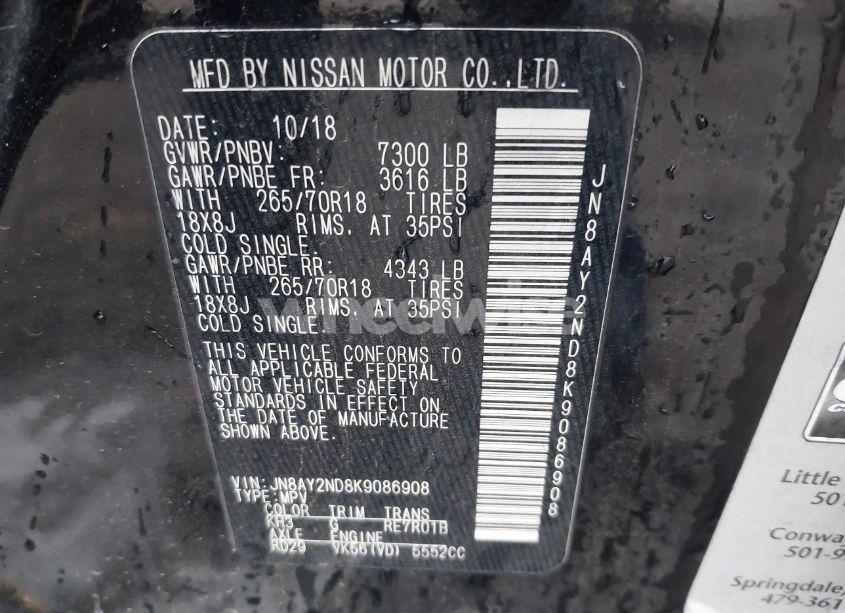 MFD BY NISSAN MOTOR CO.,LTD.
DATE: 10/18
GVWR/PNBV: 7300 LB
GAWR/PNBE FR: 3616 LB
WITH 265/70R18 TIRES
18X8J RIMS. AT 35PSI
COLD SINGLE.
GAWR/PNBE RR: 4343 LB
WITH 265/70R18 TIRES
18X8J RIMS. AT 35PSI
COLD SINGLE.
THIS VEHICLE CONFORMS TO
ALL APPLICABLE FEDERAL
MOTOR VEHICLE SAFETY
STANDARDS IN EFFECT ON
THE DATE OF MANUFACTURE
SHOWN ABOVE.
VIN:JN8AY2ND8K9086908
TYPE:MPV
COLOR TRIM TRANS
KH3 G RE7R01B
AXLE ENGINE
RD29 VK56(VD) 5552CC
JN8AY2ND8K9086908
wheelwise
Little
501
Conway
501-9
Springdale,
479-361